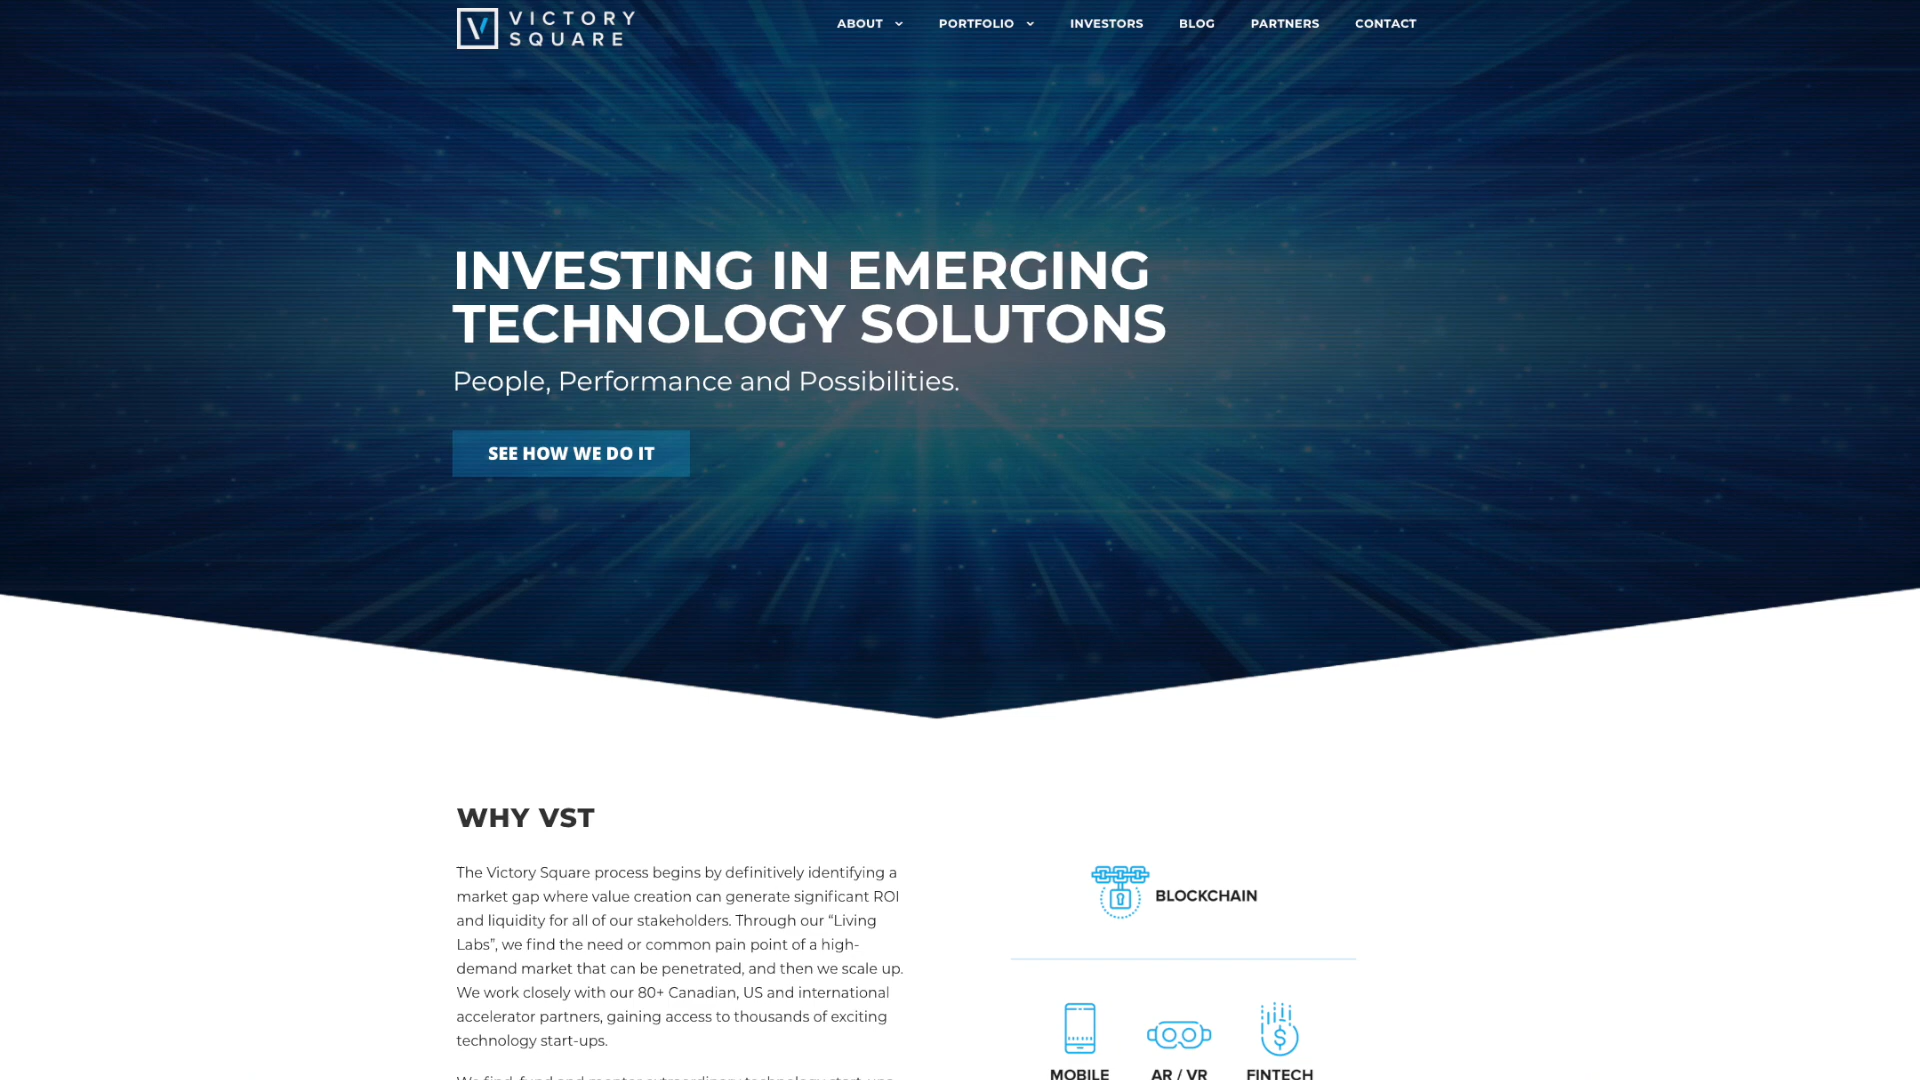 VICTORY
SQUARE
ABOUT PORTFOLIO INVESTORS BLOG PARTNERS CONTACT
INVESTING IN EMERGING
TECHNOLOGY SOLUTONS
People, Performance and Possibilities.
SEE HOW WE DO IT
WHY VST
The Victory Square process begins by definitively identifying a
market gap where value creation can generate significant ROI
and liquidity for all of our stakeholders. Through our “Living
Labs”, we find the need or common pain point of a high-
demand market that can be penetrated, and then we scale up.
We work closely with our 80+ Canadian, US and international
accelerator partners, gaining access to thousands of exciting
technology start-ups.
BLOCKCHAIN
MOBILE AR / VR FINTECH